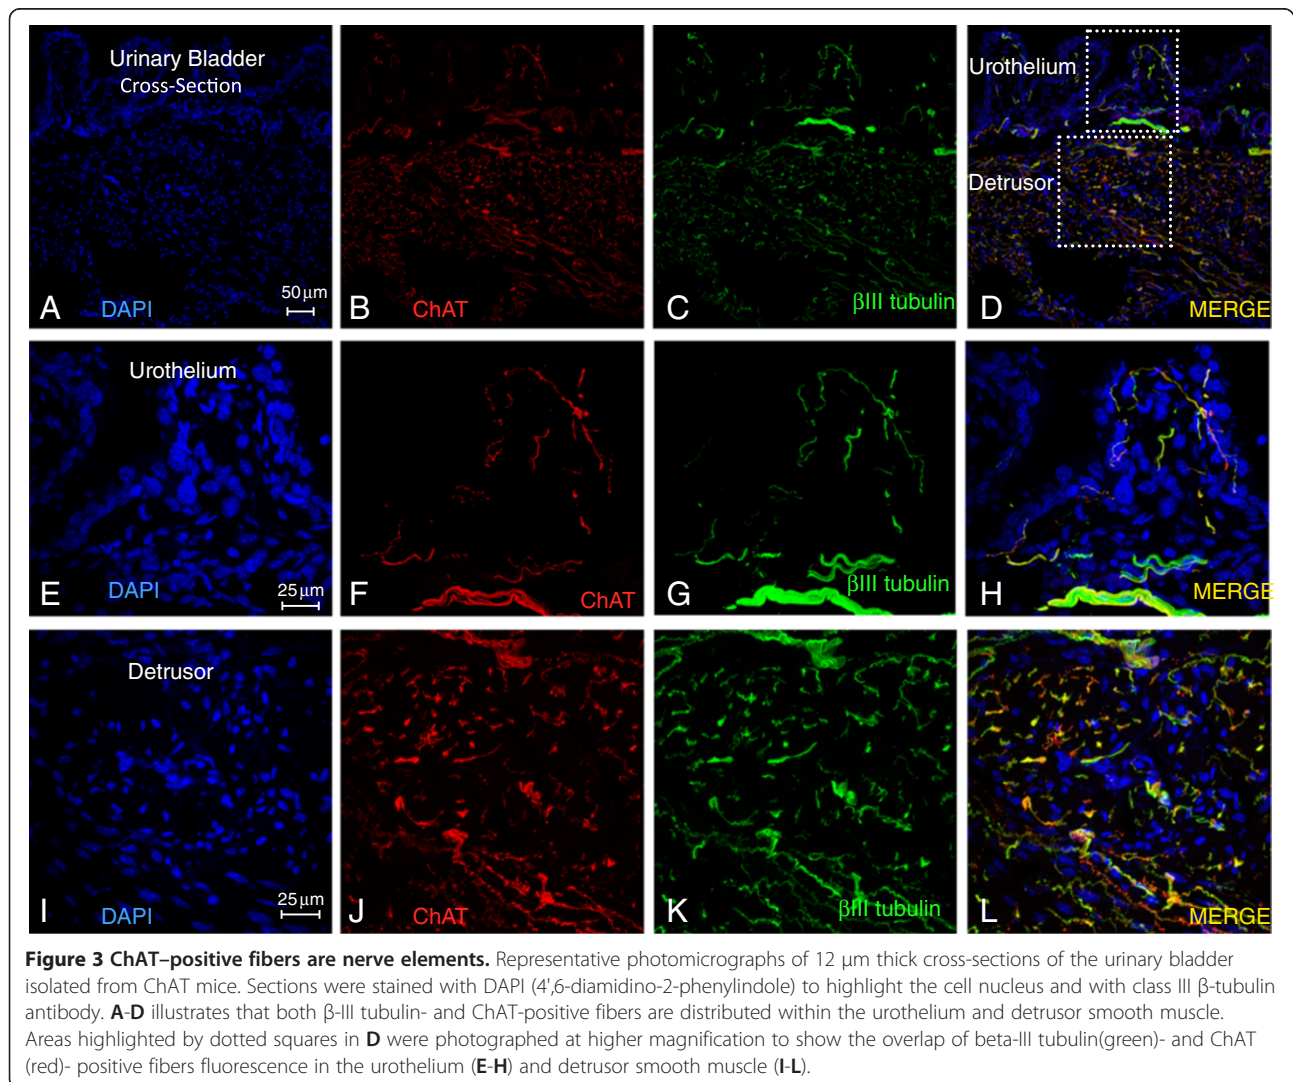 Urinary Bladder
Cross-Section
A
DAPI
50 μm
B
ChAT
C
βIII tubulin
Urothelium
Detrusor
D
MERGE
Urothelium
E
DAPI
25 μm
F
ChAT
G
βIII tubulin
H
MERGE
Detrusor
I
DAPI
25 μm
J
ChAT
K
βIII tubulin
L
MERGE
Figure 3 ChAT–positive fibers are nerve elements. Representative photomicrographs of 12 μm thick cross-sections of the urinary bladder
isolated from ChAT mice. Sections were stained with DAPI (4',6-diamidino-2-phenylindole) to highlight the cell nucleus and with class III β-tubulin
antibody. A-D illustrates that both β-III tubulin- and ChAT-positive fibers are distributed within the urothelium and detrusor smooth muscle.
Areas highlighted by dotted squares in D were photographed at higher magnification to show the overlap of beta-III tubulin(green)- and ChAT
(red)- positive fibers fluorescence in the urothelium (E-H) and detrusor smooth muscle (I-L).